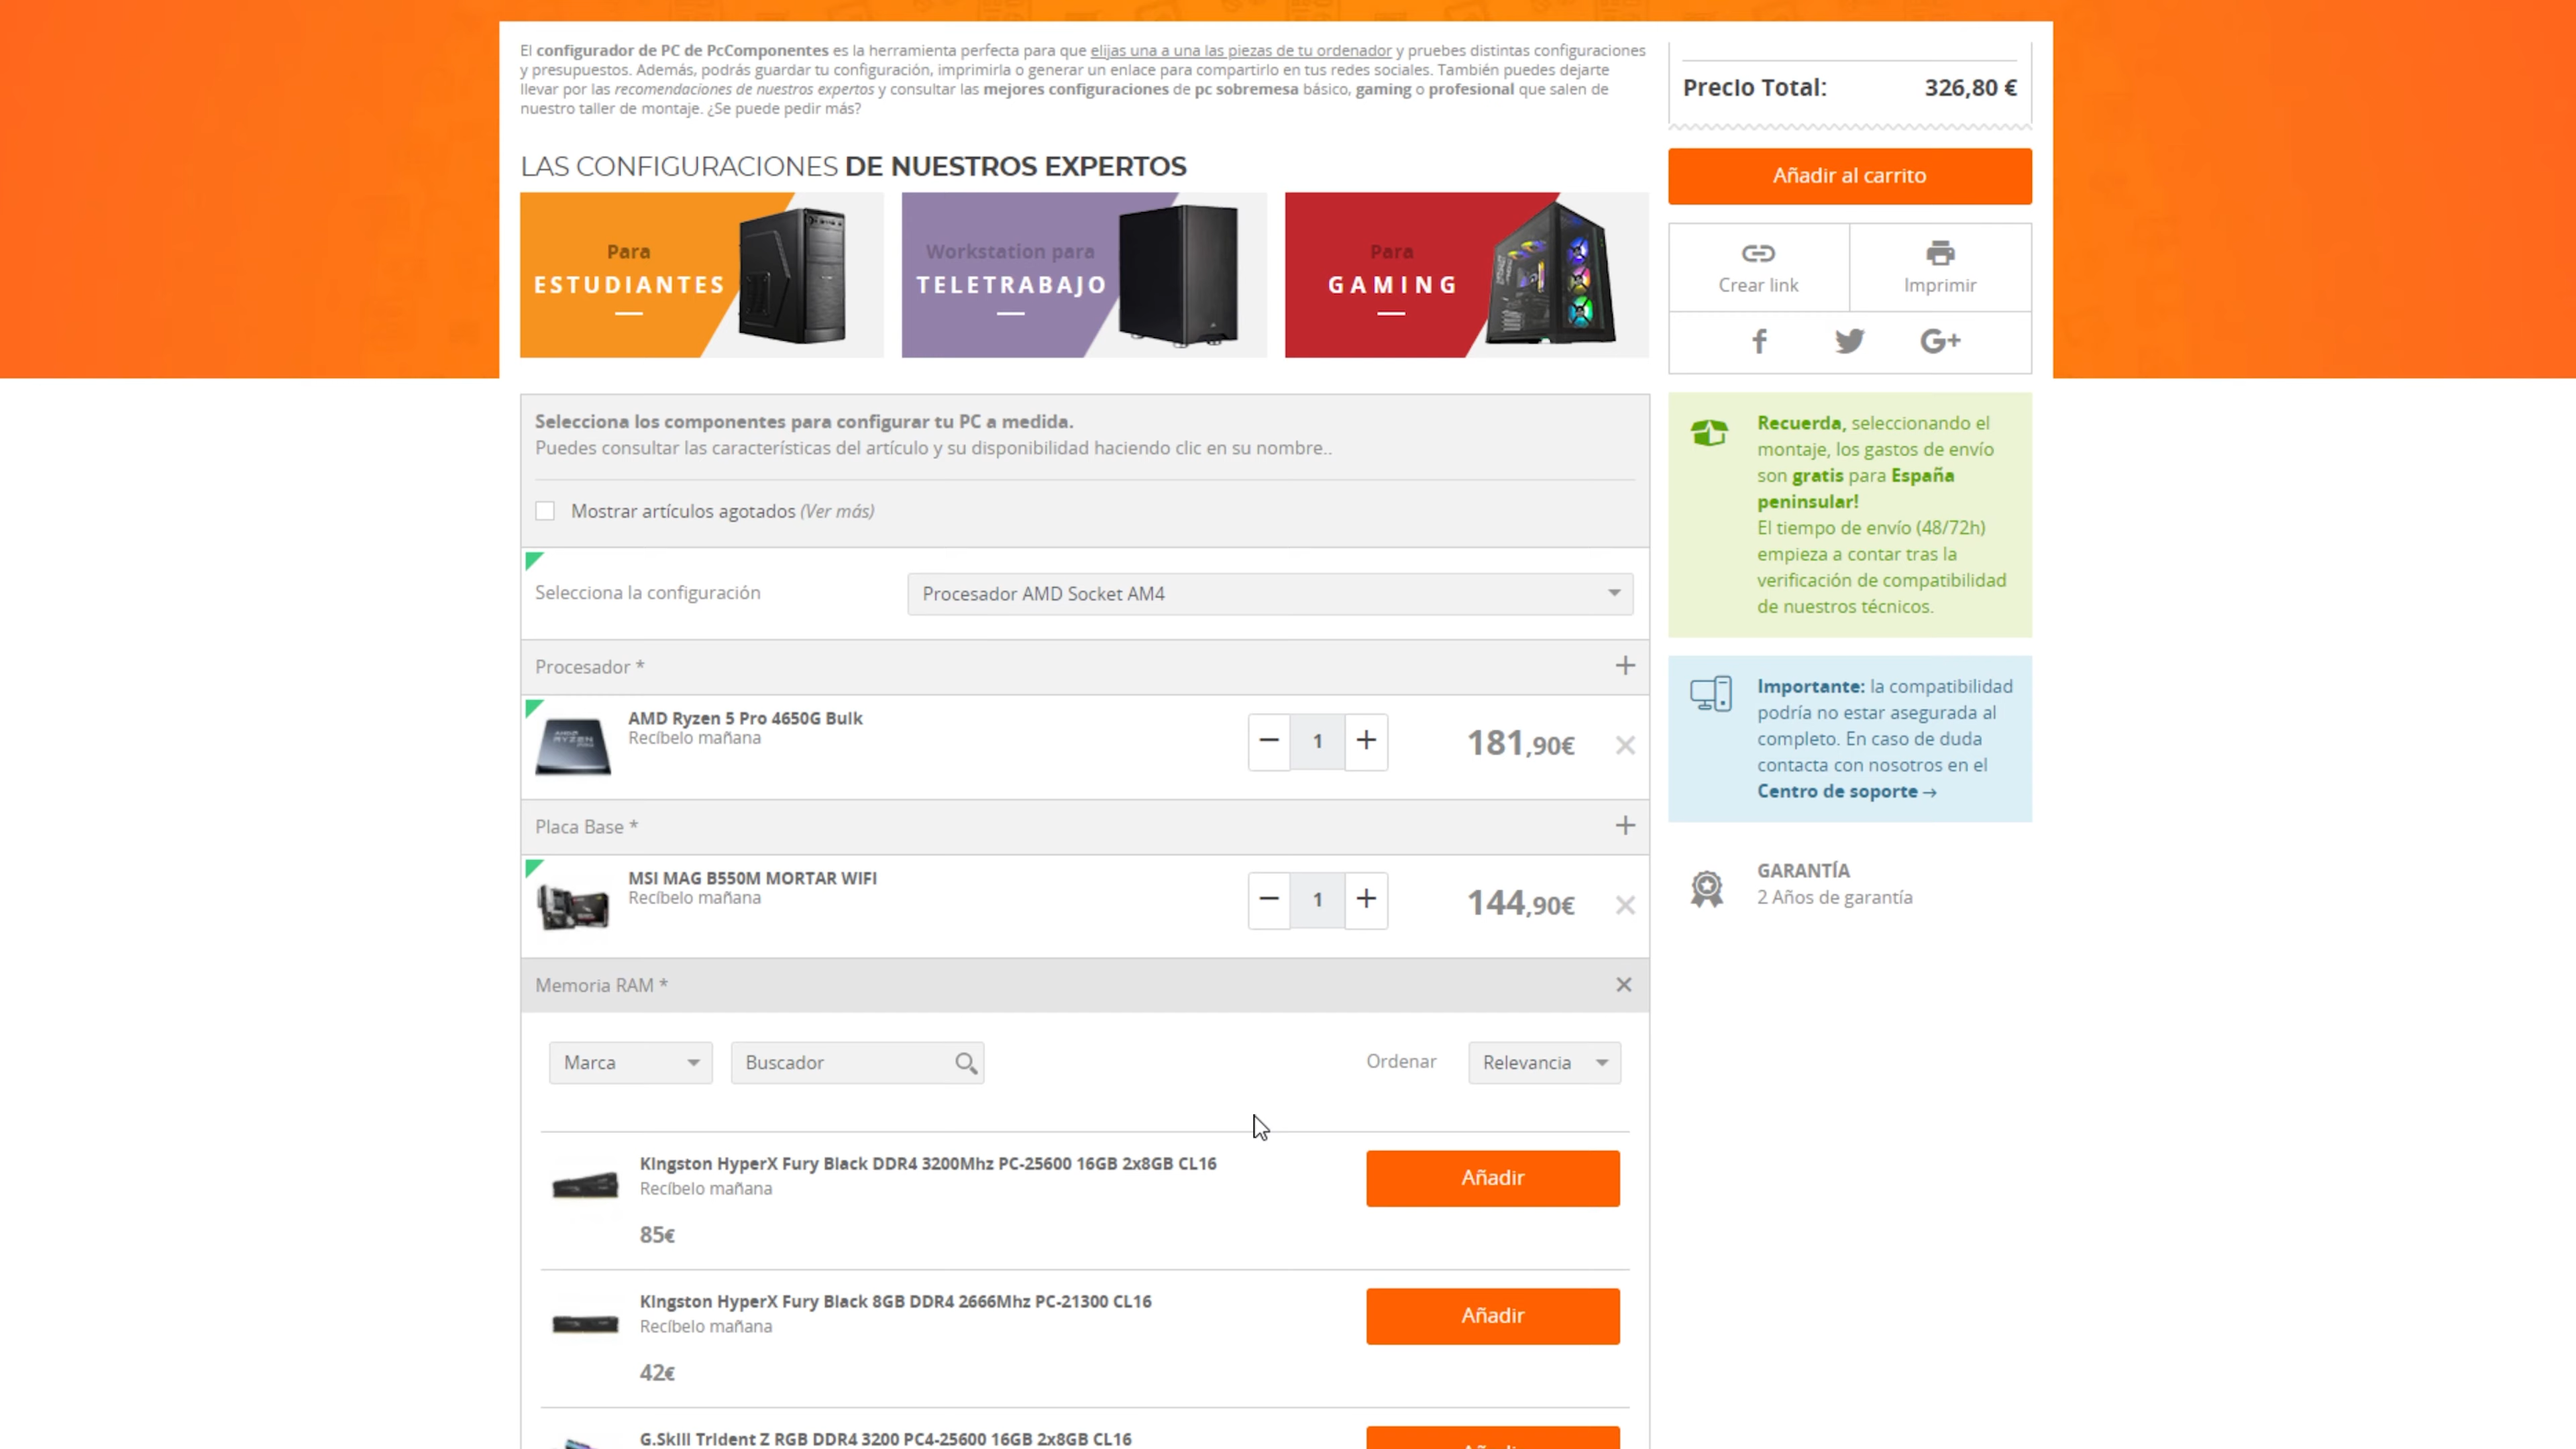 El configurador de PC de PcComponentes es la herramienta perfecta para que elijas una a una las piezas de tu ordenador y pruebes distintas configuraciones
y presupuestos. Además, podrás guardar tu configuración, imprimirla o generar un enlace para compartirlo en tus redes sociales. También puedes dejarte
llevar por las recomendaciones de nuestros expertos y consultar las mejores configuraciones de pc sobremesa básico, gaming o profesional que salen de
nuestro taller de montaje. ¿Se puede pedir más?
Precio Total: 326,80 €
Añadir al carrito
LAS CONFIGURACIONES DE NUESTROS EXPERTOS
Para
ESTUDIANTES
Workstation para
TELETRABAJO
Para
GAMING
Crear link
Imprimir
f
G+
Selecciona los componentes para configurar tu PC a medida.
Puedes consultar las características del artículo y su disponibilidad haciendo clic en su nombre..
Mostrar artículos agotados (Ver más)
Selecciona la configuración
Procesador AMD Socket AM4
Procesador *
AMD Ryzen 5 Pro 4650G Bulk
Recíbelo mañana
1
181,90€
Placa Base *
MSI MAG B550M MORTAR WIFI
Recíbelo mañana
1
144,90€
Memoria RAM *
Marca
Buscador
Ordenar
Relevancia
Kingston HyperX Fury Black DDR4 3200Mhz PC-25600 16GB 2x8GB CL16
Recíbelo mañana
85€
Añadir
Kingston HyperX Fury Black 8GB DDR4 2666Mhz PC-21300 CL16
Recíbelo mañana
42€
Añadir
G.Skill Trident Z RGB DDR4 3200 PC4-25600 16GB 2x8GB CL16
Recuerda, seleccionando el
montaje, los gastos de envío
son gratis para España
peninsular!
El tiempo de envío (48/72h)
empieza a contar tras la
verificación de compatibilidad
de nuestros técnicos.
Importante: la compatibilidad
podría no estar asegurada al
completo. En caso de duda
contacta con nosotros en el
Centro de soporte →
GARANTÍA
2 Años de garantía